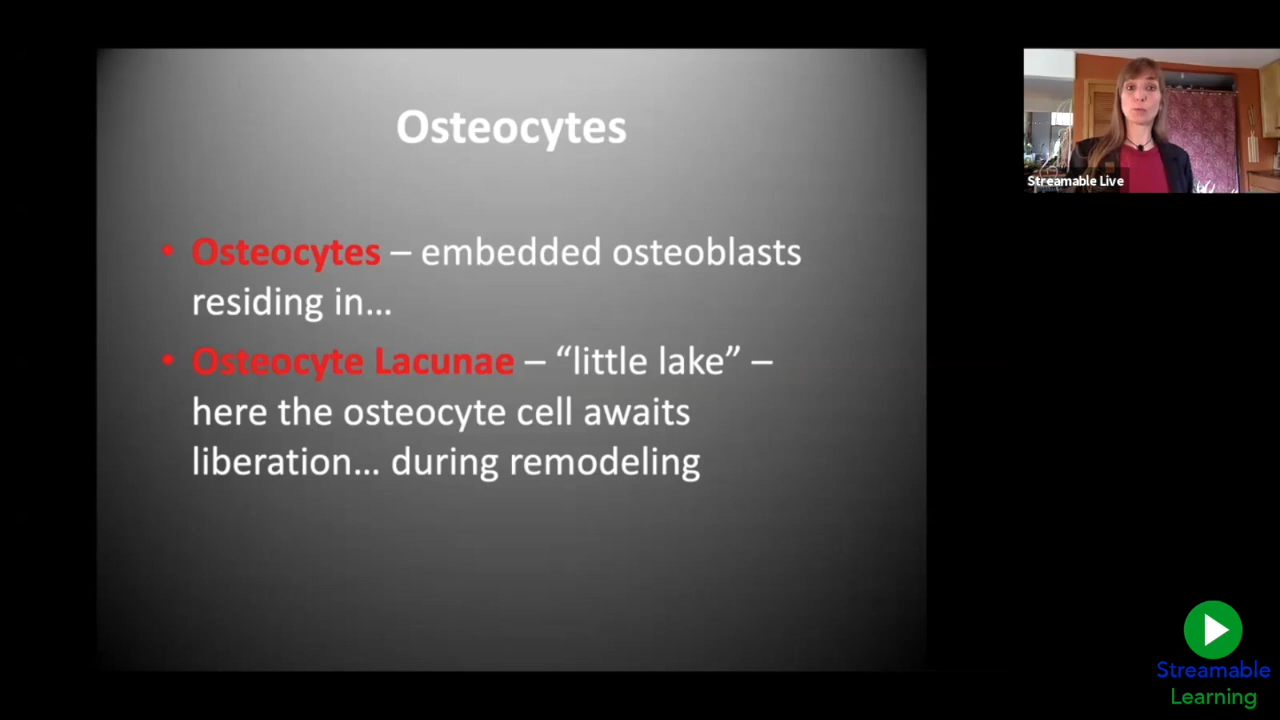 Osteocytes
• Osteocytes – embedded osteoblasts
residing in…
• Osteocyte Lacunae – “little lake” –
here the osteocyte cell awaits
liberation… during remodeling
Streamable Live
Streamable
Learning